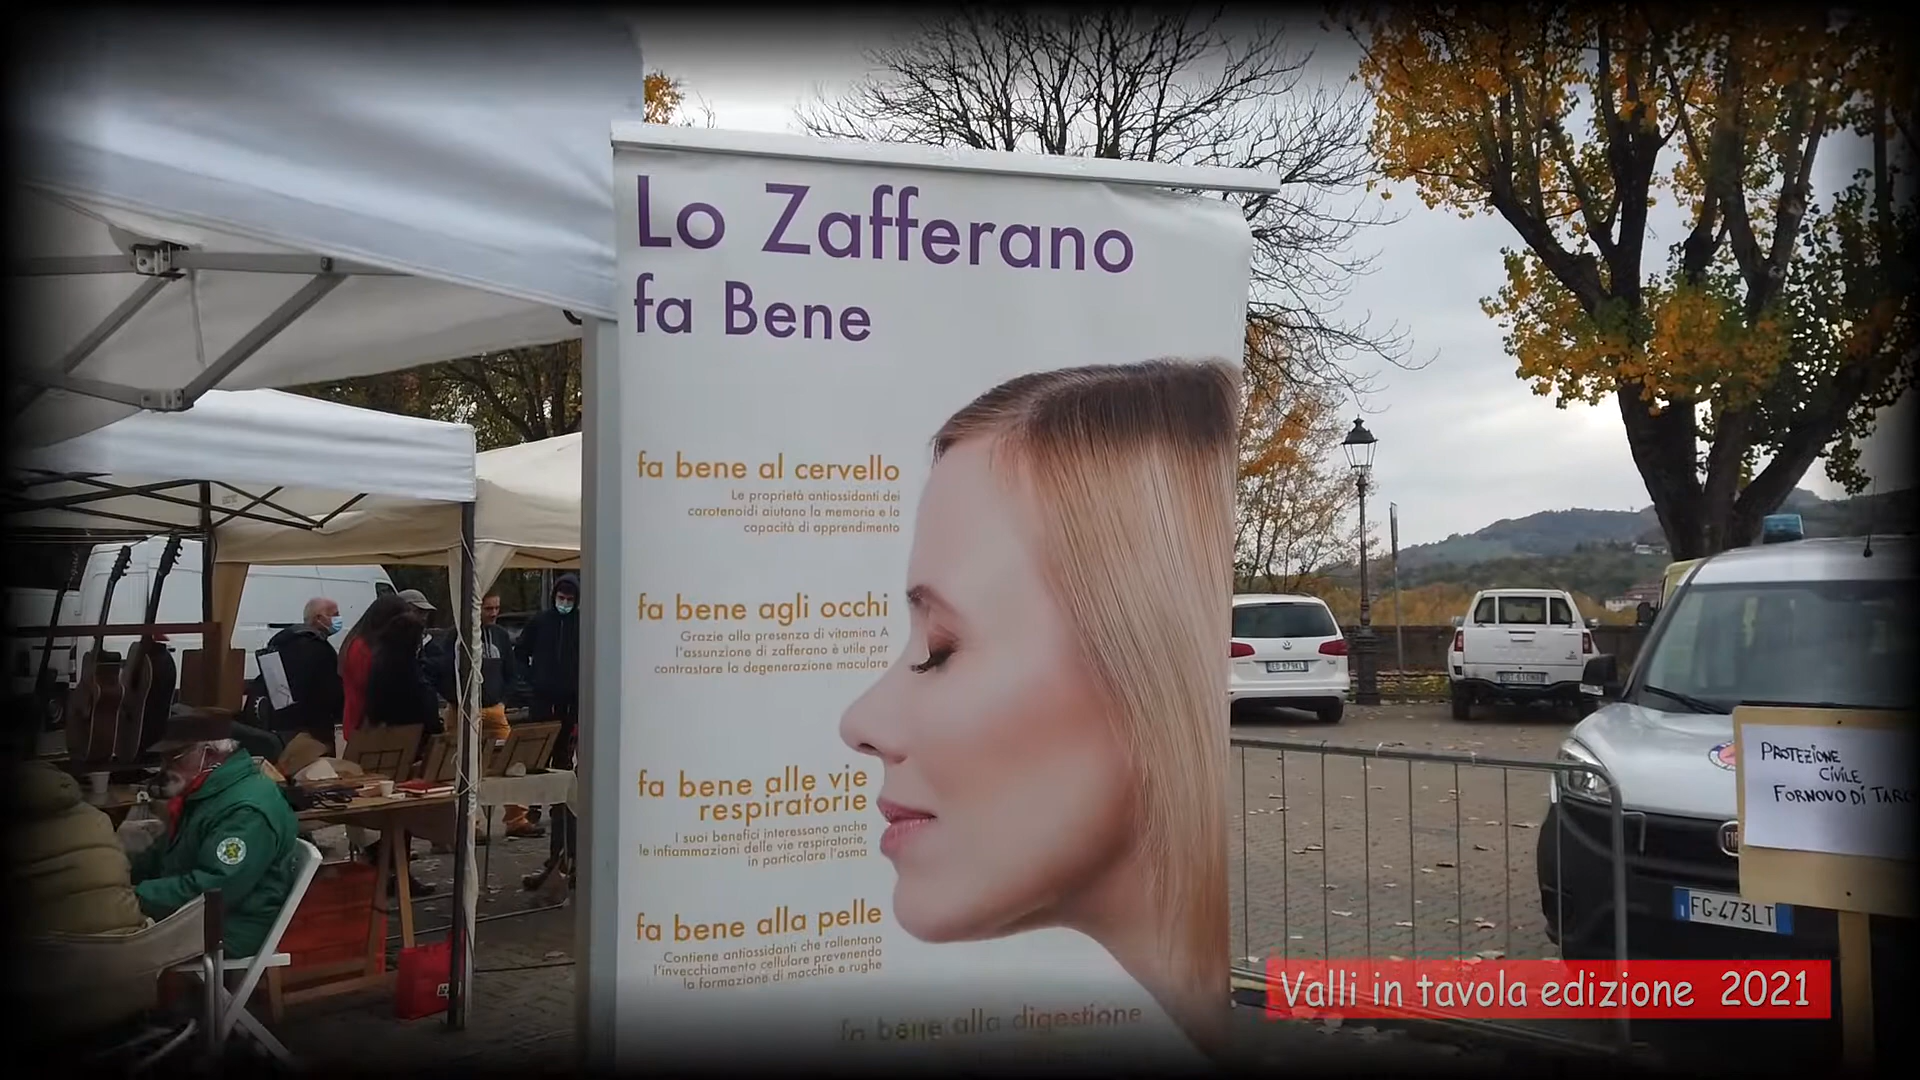 Lo Zafferano
fa Bene
fa bene al cervello
Le proprietà antiossidanti dei
carotenoidi aiutano la memoria e la
capacità di apprendimento
fa bene agli occhi
Grazie alla presenza di vitamina A
l'assunzione di zafferano è utile per
contrastare la degenerazione maculare
fa bene alle vie
respiratorie
I suoi benefici interessano anche
le infiammazioni delle vie respiratorie,
in particolare l'asma
fa bene alla pelle
Contiene antiossidanti che rallentano
l'invecchiamento cellulare prevenendo
la formazione di macchie e rughe
fa bene alla digestione
ED 879KL
PROTEZIONE
CIVILE
FORNOVO DI TARO
FG·473LT
Valli in tavola edizione 2021